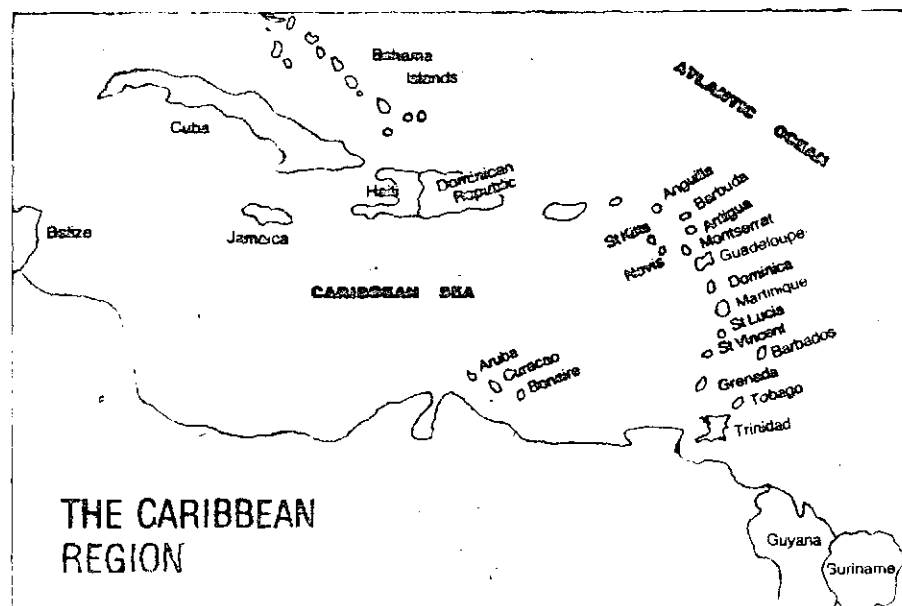 Bahama
Islands
ATLANTIC OCEAN
Cuba
Haiti
Dominican
Republic
Anguilla
Barbuda
Antigua
St Kitts
Montserrat
Nevis
Guadeloupe
Belize
Jamaica
CARIBBEAN SEA
Dominica
Martinique
St Lucia
St Vincent
Barbados
Aruba
Curacao
Bonaire
Grenada
Tobago
Trinidad
THE CARIBBEAN
REGION
Guyana
Suriname